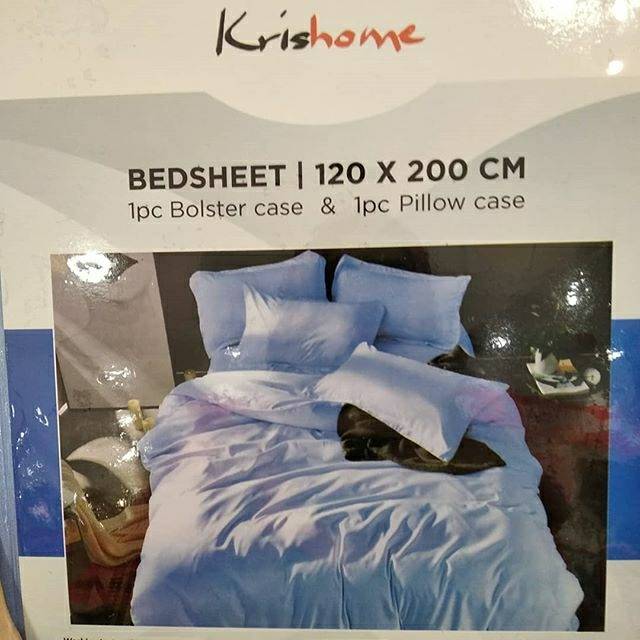 Krishome
BEDSHEET | 120 X 200 CM
1pc Bolster case & 1pc Pillow case